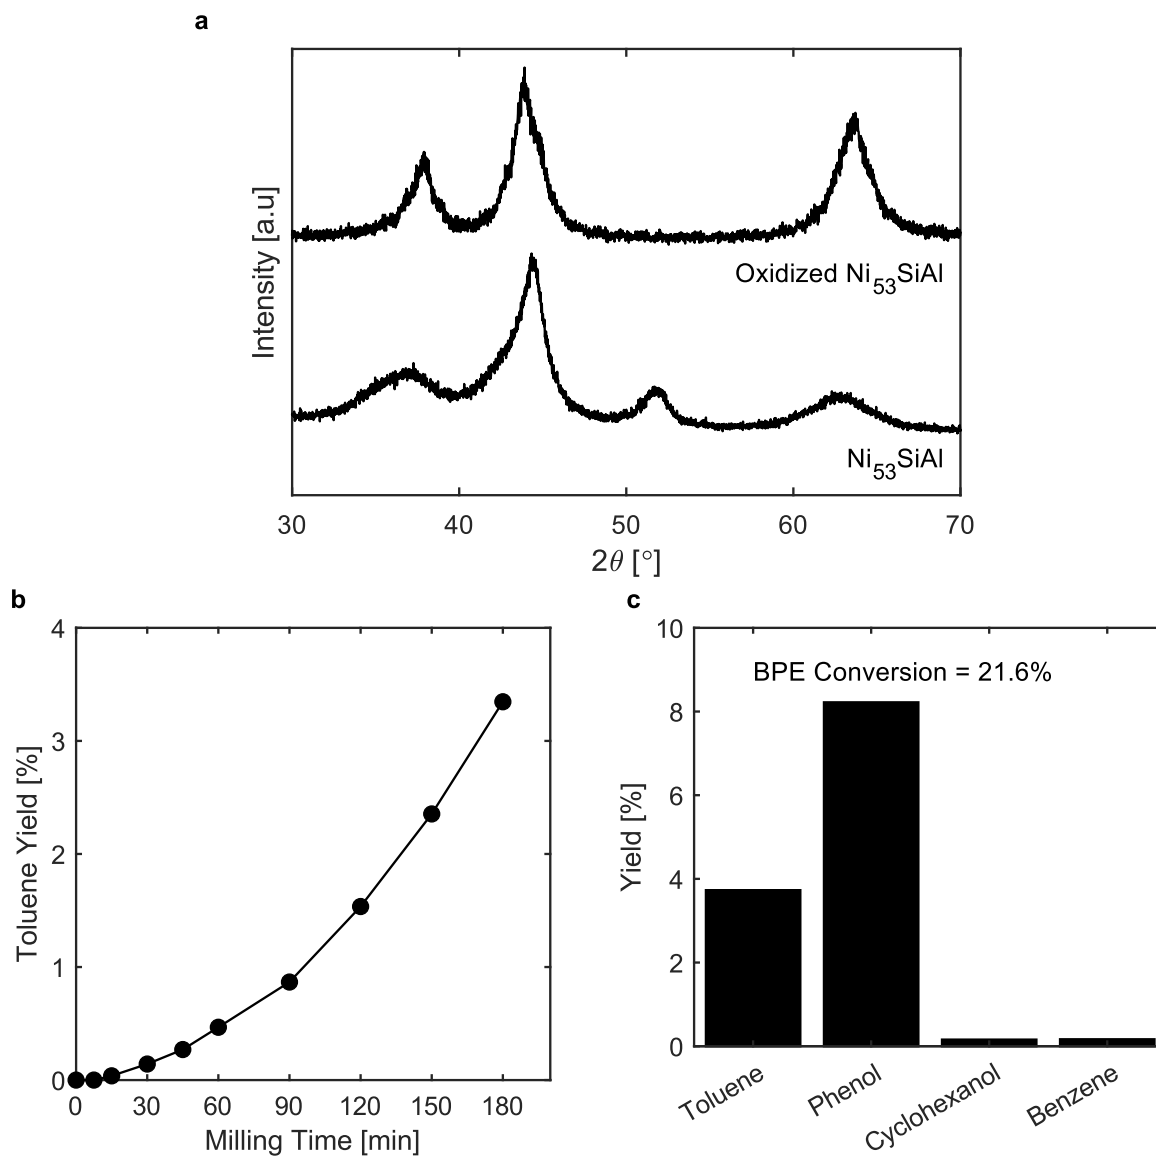 a
Intensity [a.u]
Oxidized Ni53SiAl
Ni53SiAl
30 40 50 60 70
2θ [°]
b
Toluene Yield [%]
4
3
2
1
0
0 30 60 90 120 150 180
Milling Time [min]
c
Yield [%]
10
8
6
4
2
0
BPE Conversion = 21.6%
Toluene
Phenol
Cyclohexanol
Benzene